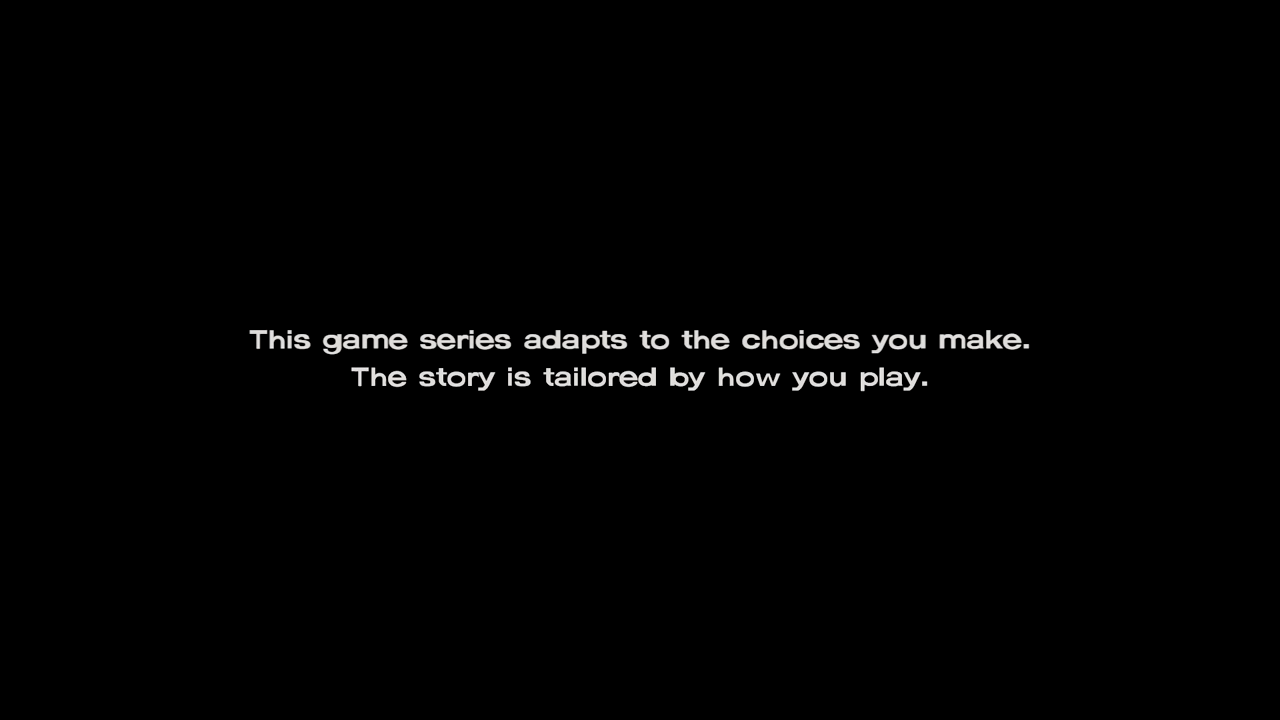 This game series adapts to the choices you make.
The story is tailored by how you play.